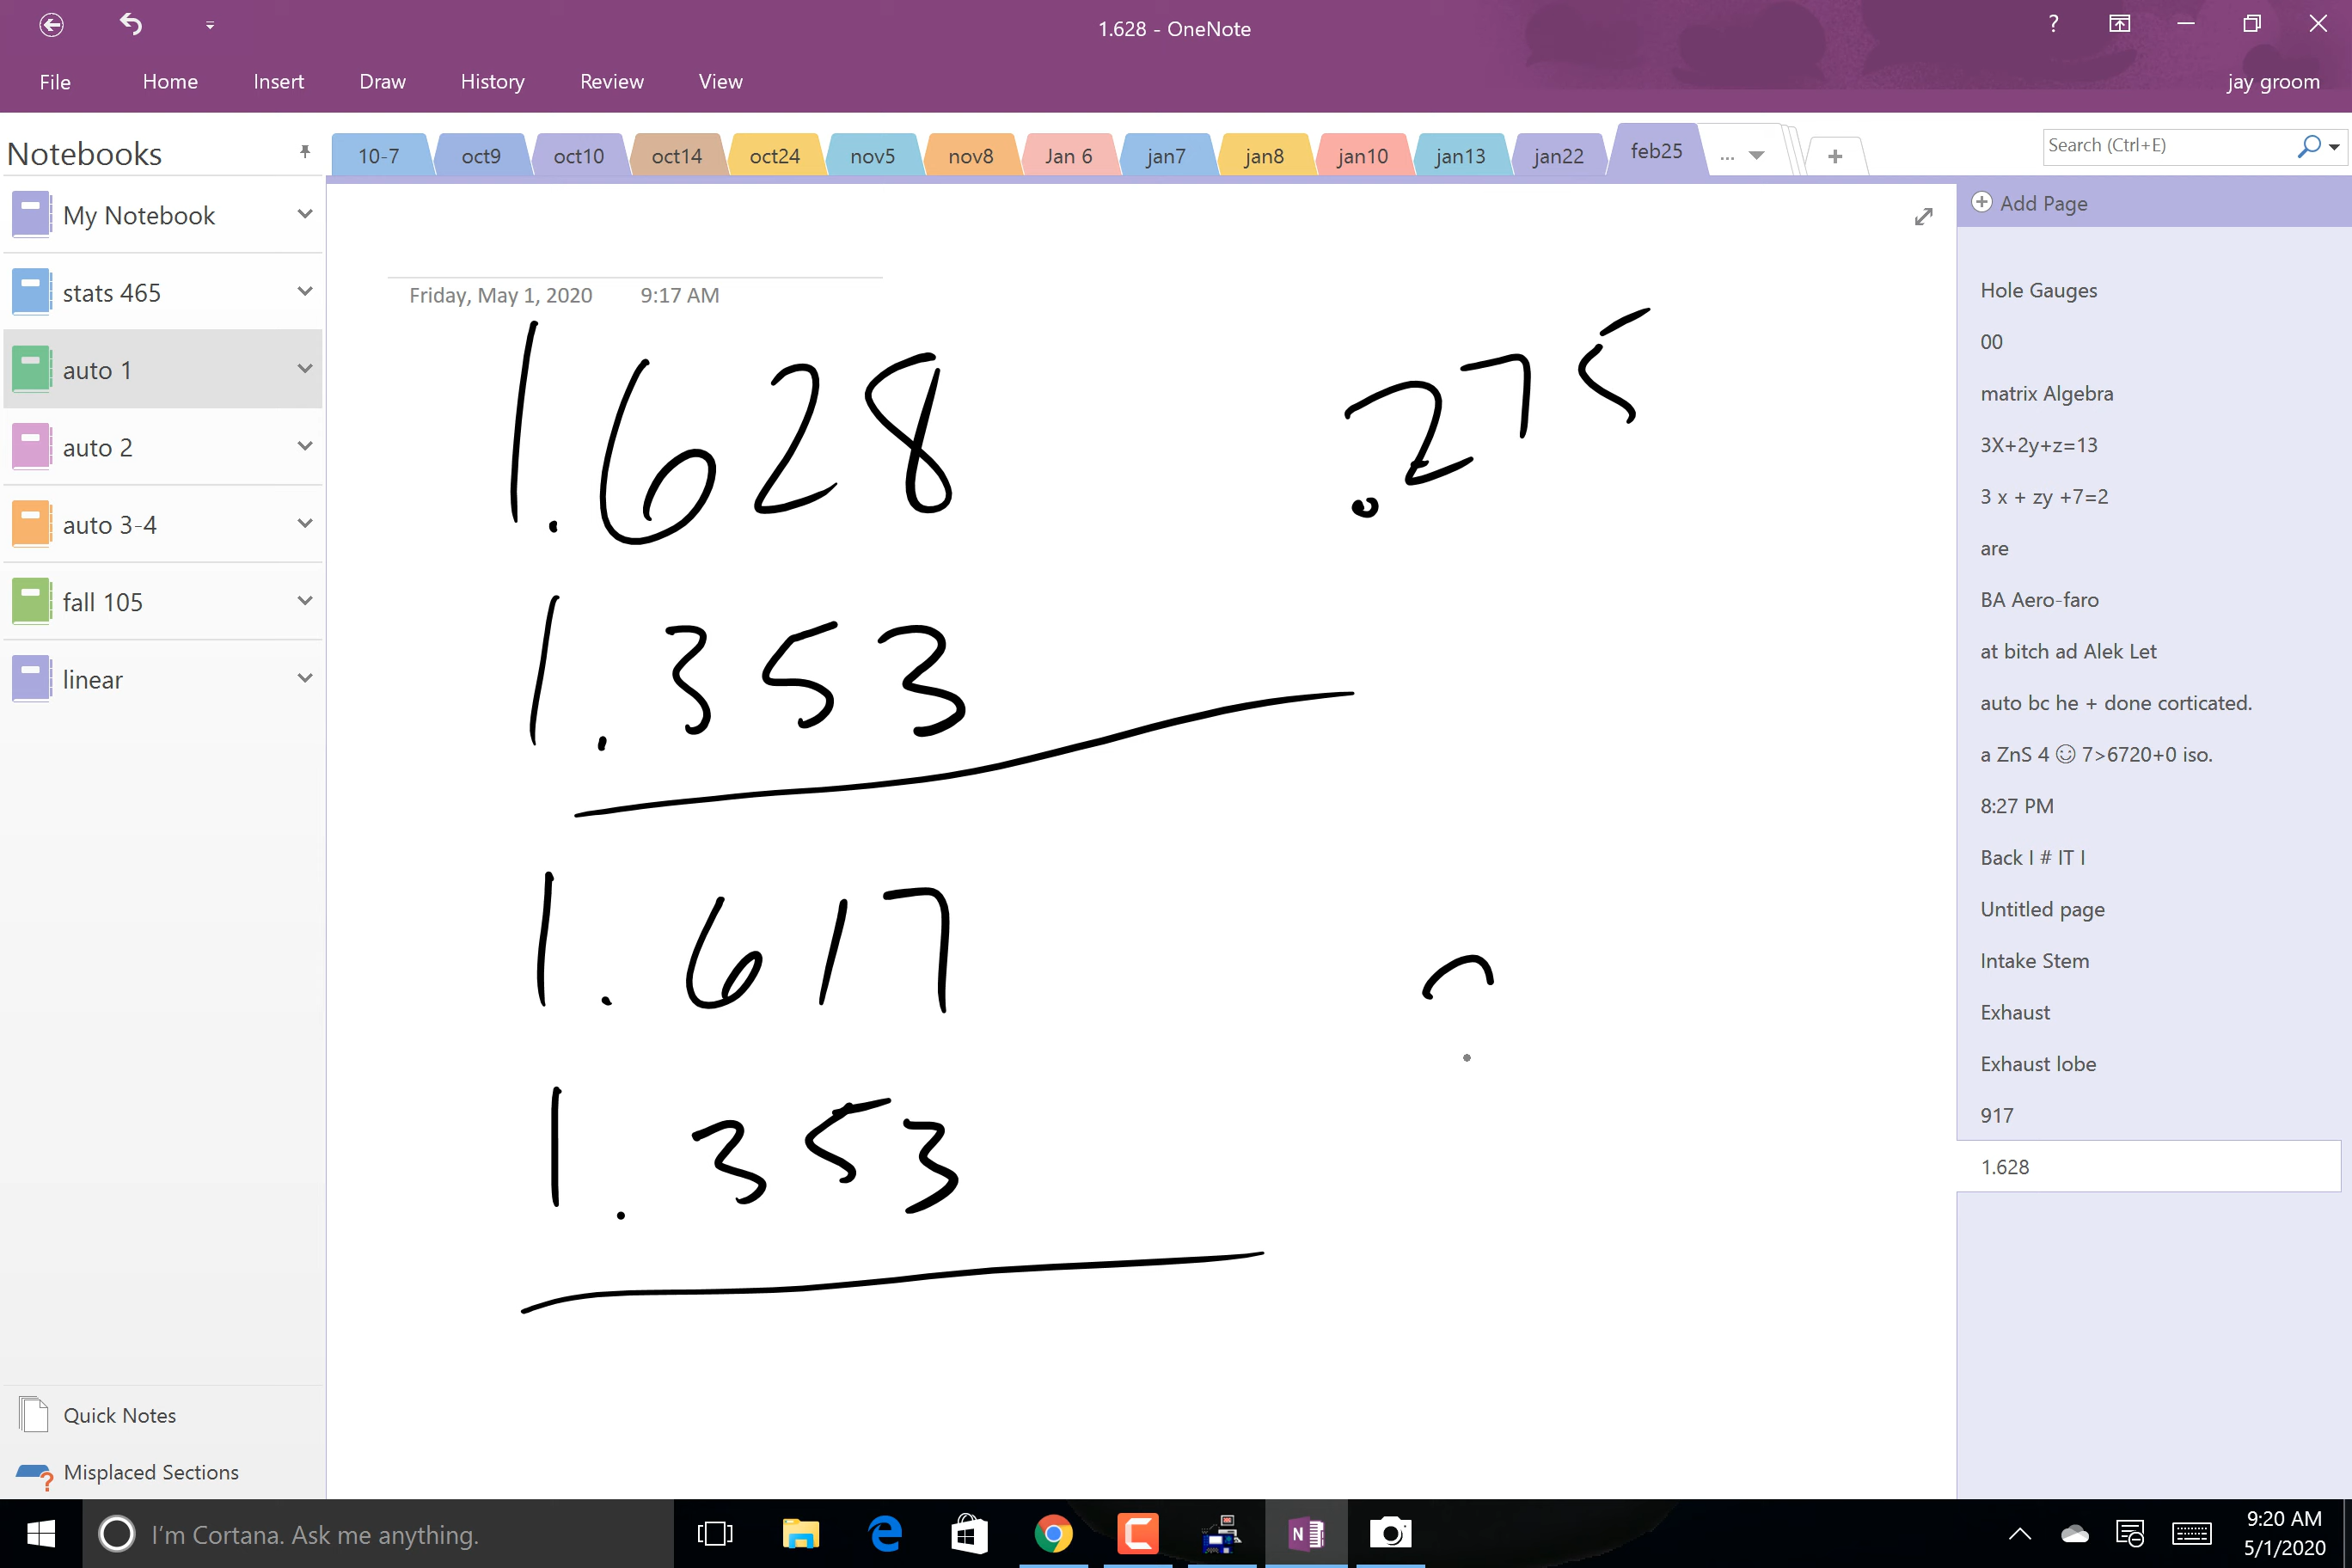 1.628 - OneNote
?
File Home Insert Draw History Review View
jay groom
Notebooks
10-7 oct9 oct10 oct14 oct24 nov5 nov8 Jan 6 jan7 jan8 jan10 jan13 jan22 feb25 ... +
Search (Ctrl+E)
My Notebook
stats 465
auto 1
auto 2
auto 3-4
fall 105
linear
Quick Notes
Misplaced Sections
Friday, May 1, 2020 9:17 AM
1.628 .275
1.353
1.617
1.353
Add Page
Hole Gauges
00
matrix Algebra
3X+2y+z=13
3 x + zy +7=2
are
BA Aero-faro
at bitch ad Alek Let
auto bc he + done corticated.
a ZnS 4 ☺ 7>6720+0 iso.
8:27 PM
Back I # IT I
Untitled page
Intake Stem
Exhaust
Exhaust lobe
917
1.628
I'm Cortana. Ask me anything.
9:20 AM
5/1/2020